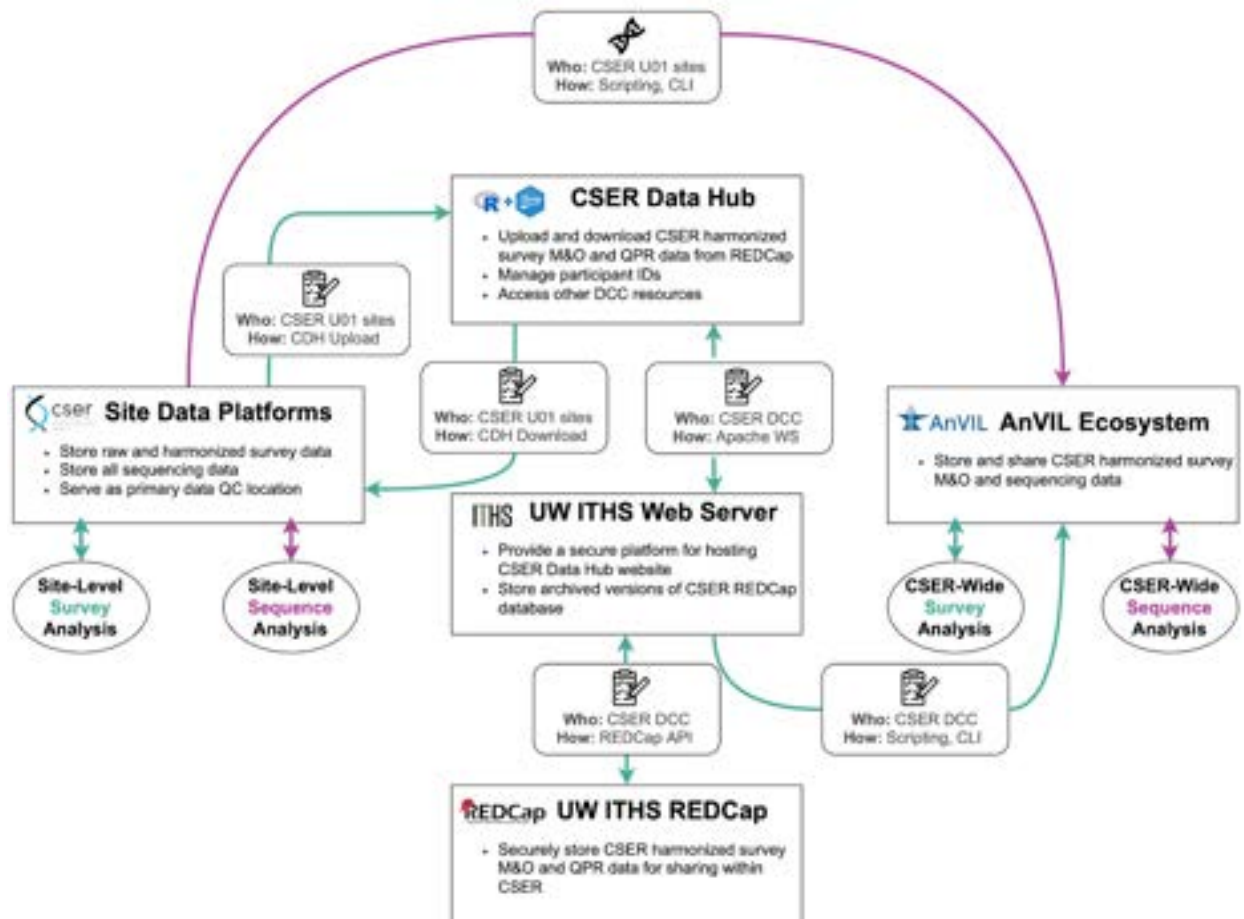 Who: CSER U01 sites
How: Scripting, CLI
R + CSER Data Hub
• Upload and download CSER harmonized
survey M&O and QPR data from REDCap
• Manage participant IDs
• Access other DCC resources
Who: CSER U01 sites
How: CDH Upload
cser Site Data Platforms
• Store raw and harmonized survey data
• Store all sequencing data
• Serve as primary data QC location
Who: CSER U01 sites
How: CDH Download
Who: CSER DCC
How: Apache WS
AnVIL AnVIL Ecosystem
• Store and share CSER harmonized survey
M&O and sequencing data
ITHS UW ITHS Web Server
• Provide a secure platform for hosting
CSER Data Hub website
• Store archived versions of CSER REDCap
database
Site-Level
Survey
Analysis
Site-Level
Sequence
Analysis
CSER-Wide
Survey
Analysis
CSER-Wide
Sequence
Analysis
Who: CSER DCC
How: REDCap API
Who: CSER DCC
How: Scripting, CLI
REDCap UW ITHS REDCap
• Securely store CSER harmonized survey
M&O and QPR data for sharing within
CSER